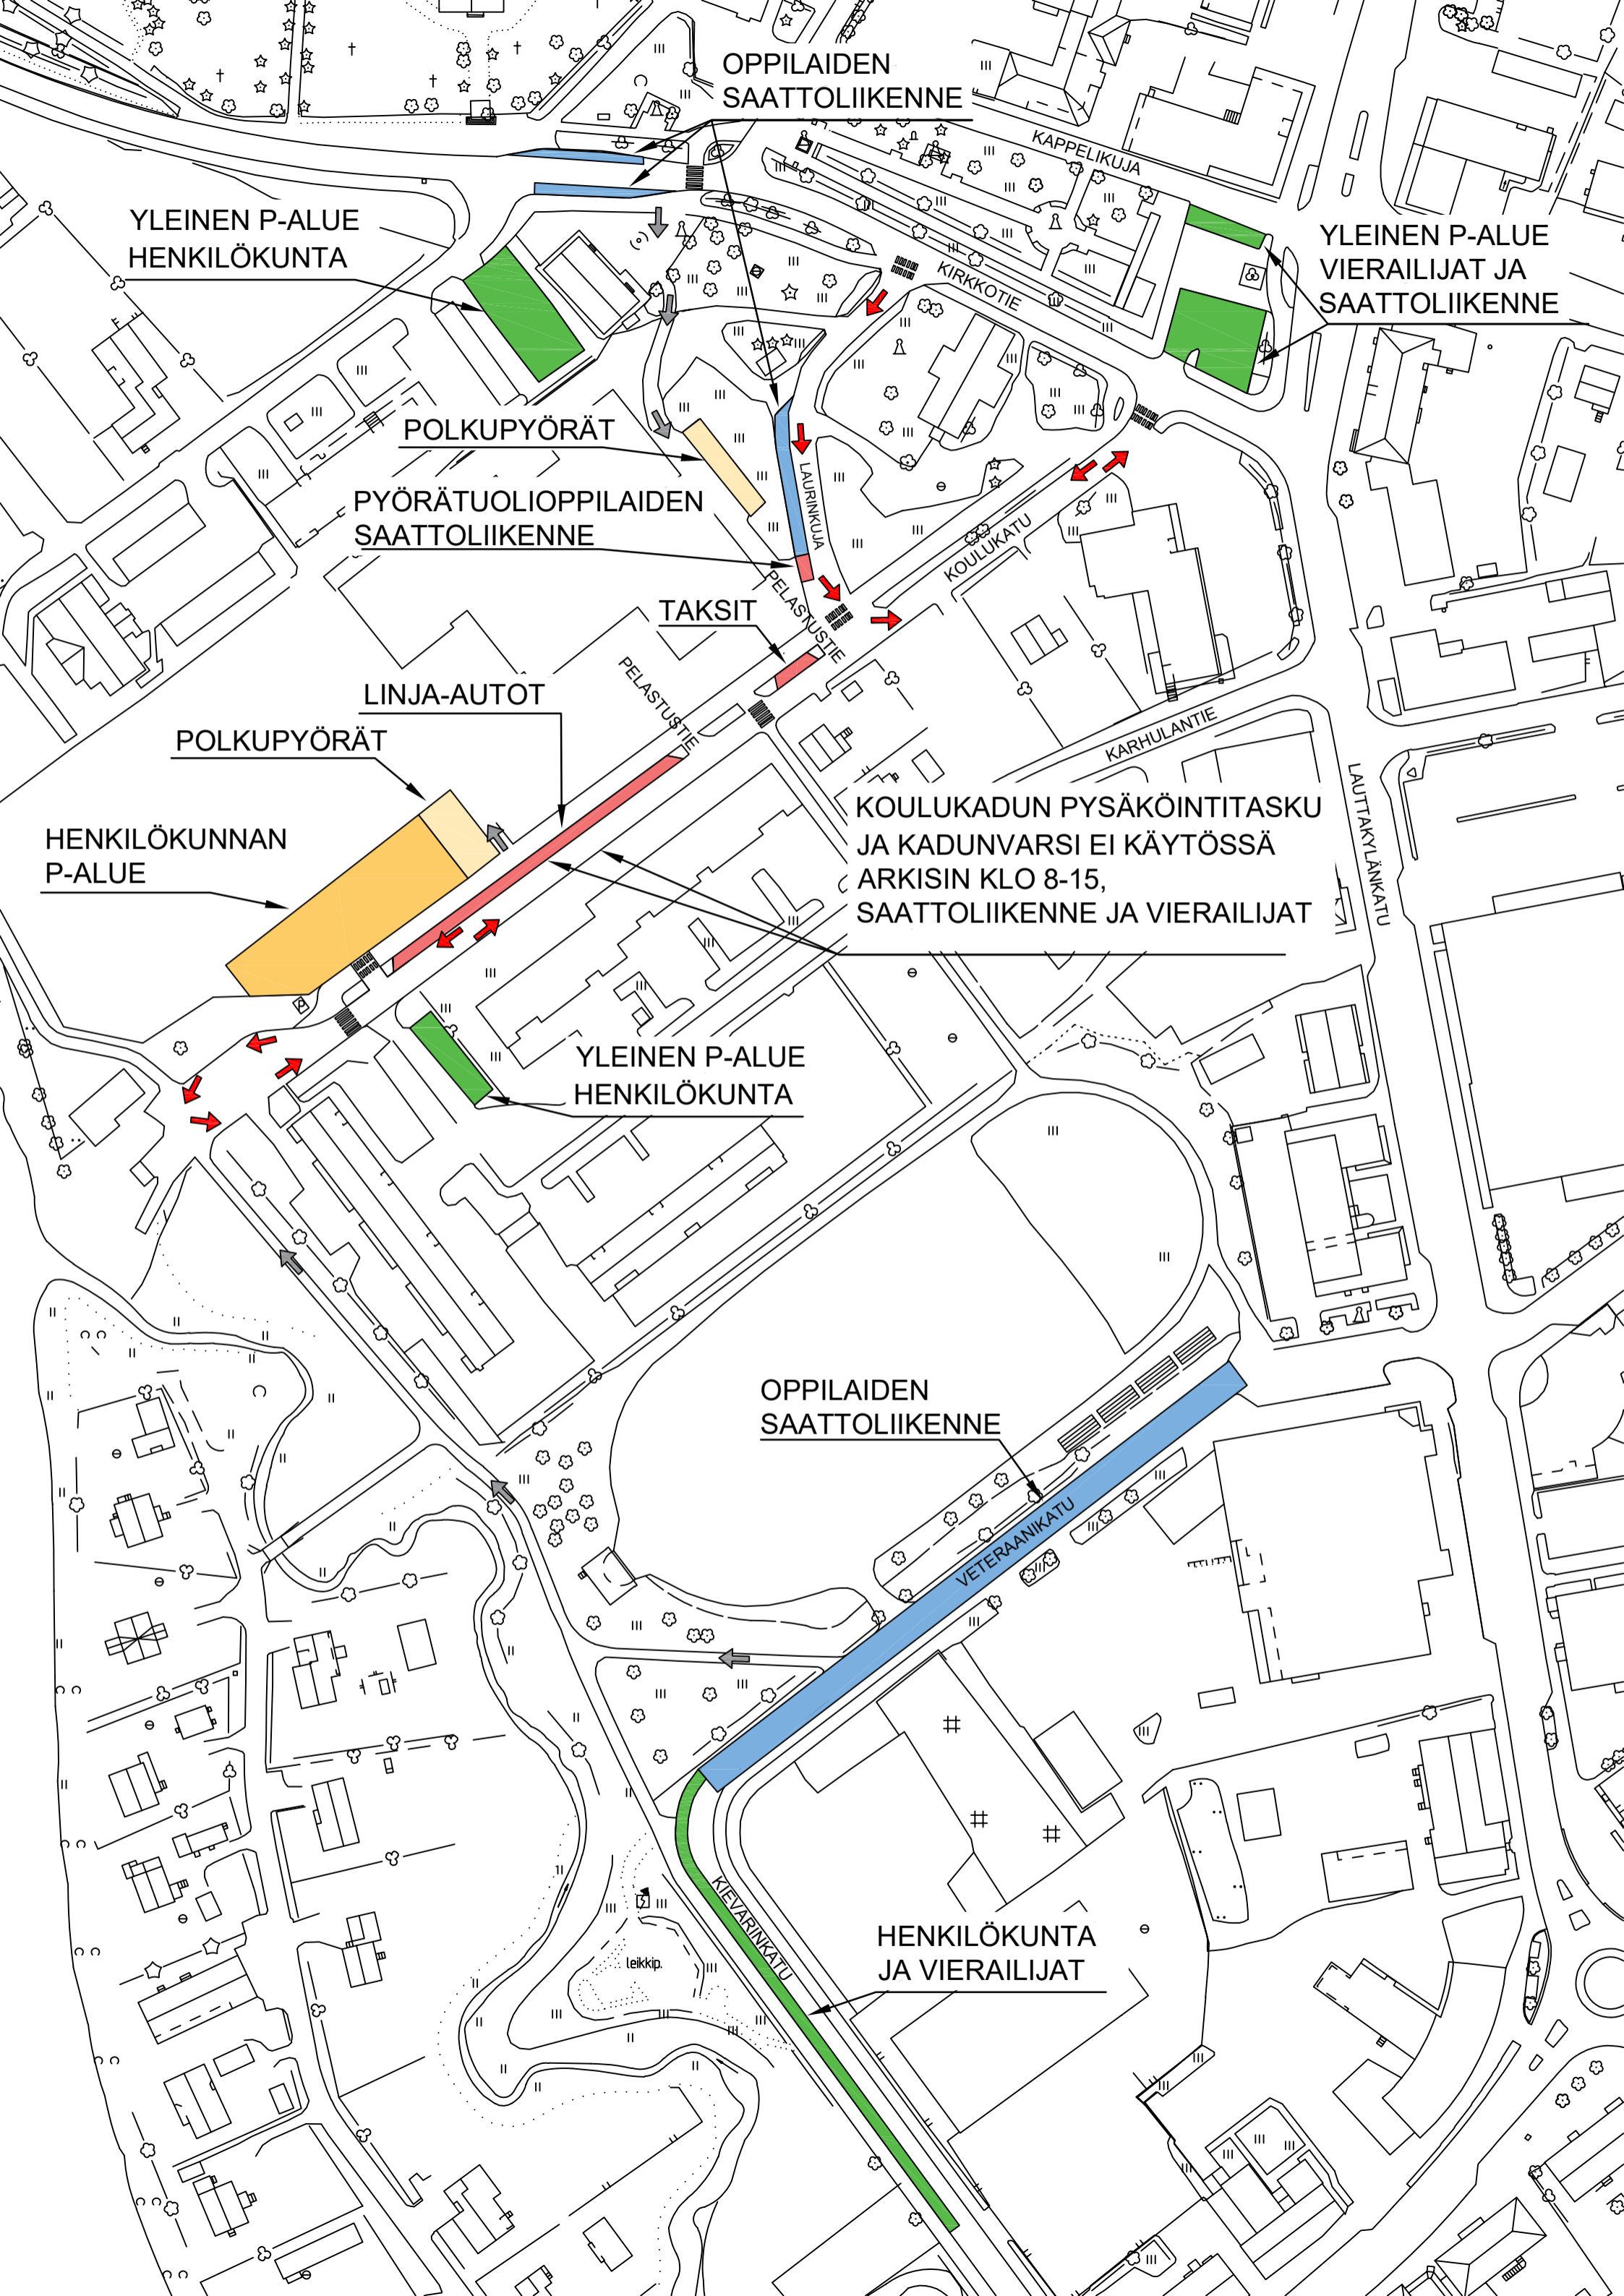 OPPILAIDEN
SAATTOLIIKENNE
KAPPELIKUJA
YLEINEN P-ALUE
HENKILÖKUNTA
YLEINEN P-ALUE
VIERAILIJAT JA
SAATTOLIIKENNE
KIRKKOTIE
POLKUPYÖRÄT
PYÖRÄTUOLIOPPILAIDEN
SAATTOLIIKENNE
LAURINKUJA
KOULUKATU
PELASTUSTIE
TAKSIT
PELASTUSTIE
LINJA-AUTOT
POLKUPYÖRÄT
KARHULANTIE
LAUTTAKYLÄNKATU
HENKILÖKUNNAN
P-ALUE
KOULUKADUN PYSÄKÖINTITASKU
JA KADUNVARSI EI KÄYTÖSSÄ
ARKISIN KLO 8-15,
SAATTOLIIKENNE JA VIERAILIJAT
YLEINEN P-ALUE
HENKILÖKUNTA
OPPILAIDEN
SAATTOLIIKENNE
VETERAANIKATU
KIEVARINKATU
HENKILÖKUNTA
JA VIERAILIJAT
leikkip.